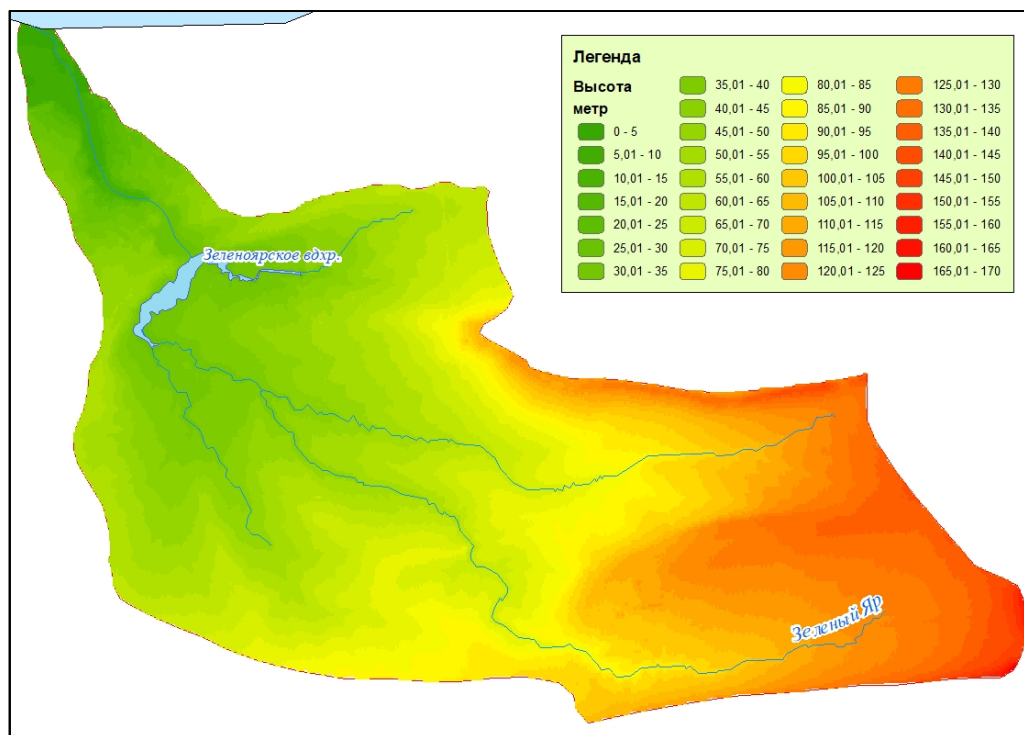 Легенда
Высота
метр
0 - 5
5,01 - 10
10,01 - 15
15,01 - 20
20,01 - 25
25,01 - 30
30,01 - 35
35,01 - 40
40,01 - 45
45,01 - 50
50,01 - 55
55,01 - 60
60,01 - 65
65,01 - 70
70,01 - 75
75,01 - 80
80,01 - 85
85,01 - 90
90,01 - 95
95,01 - 100
100,01 - 105
105,01 - 110
110,01 - 115
115,01 - 120
120,01 - 125
125,01 - 130
130,01 - 135
135,01 - 140
140,01 - 145
145,01 - 150
150,01 - 155
155,01 - 160
160,01 - 165
165,01 - 170
Зеленоярское вдхр.
Зеленый Яр